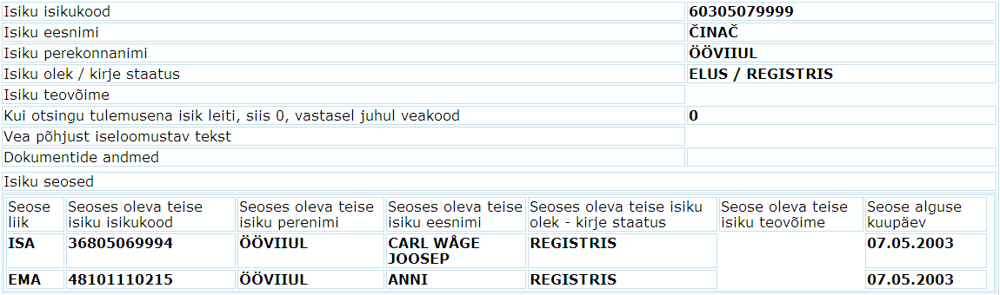 Isiku isikukood 60305079999
Isiku eesnimi ČINAČ
Isiku perekonnanimi ÖÖVIIUL
Isiku olek / kirje staatus ELUS / REGISTRIS
Isiku teovõime
Kui otsingu tulemusena isik leiti, siis 0, vastasel juhul veakood 0
Vea põhjust iseloomustav tekst
Dokumentide andmed
Isiku seosed
Seose liik Seoses oleva teise isiku isikukood Seoses oleva teise isiku perenimi Seoses oleva teise isiku eesnimi Seoses oleva teise isiku olek - kirje staatus Seose oleva teise isiku teovõime Seose alguse kuupäev
ISA 36805069994 ÖÖVIIUL CARL WÅGE JOOSEP REGISTRIS 07.05.2003
EMA 48101110215 ÖÖVIIUL ANNI REGISTRIS 07.05.2003